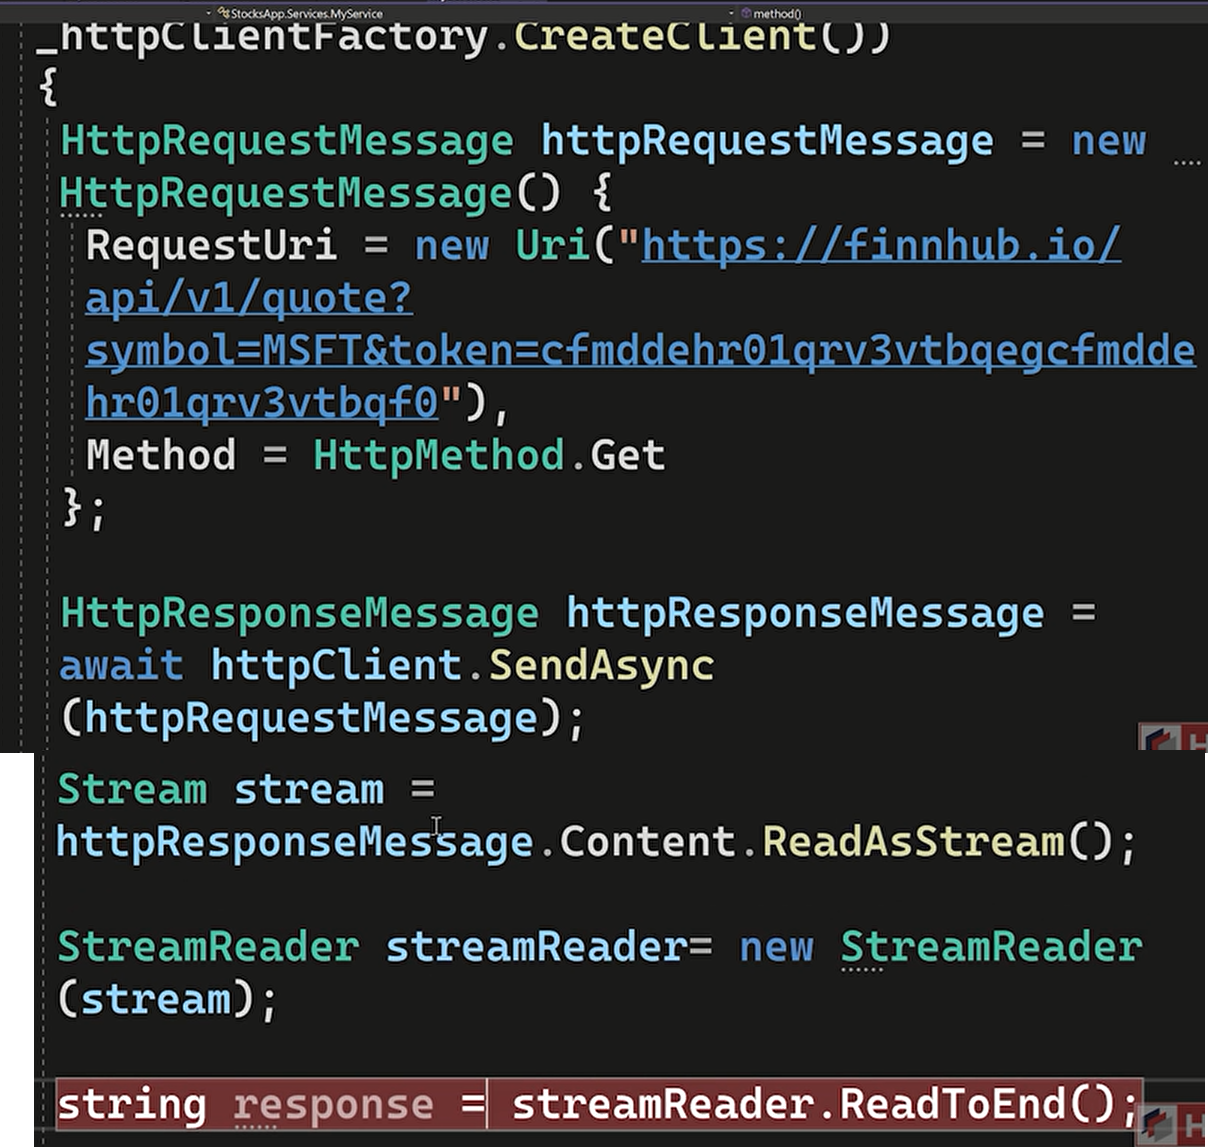 StocksApp.Services.MyService method()
_httpClientFactory.CreateClient())
{
HttpRequestMessage httpRequestMessage = new
HttpRequestMessage() {
RequestUri = new Uri("https://finnhub.io/
api/v1/quote?
symbol=MSFT&token=cfmddehr01qrv3vtbqegcfmdde
hr01qrv3vtbqf0"),
Method = HttpMethod.Get
};
HttpResponseMessage httpResponseMessage =
await httpClient.SendAsync
(httpRequestMessage);
Stream stream =
httpResponseMessage.Content.ReadAsStream();
StreamReader streamReader= new StreamReader
(stream);
string response = streamReader.ReadToEnd();